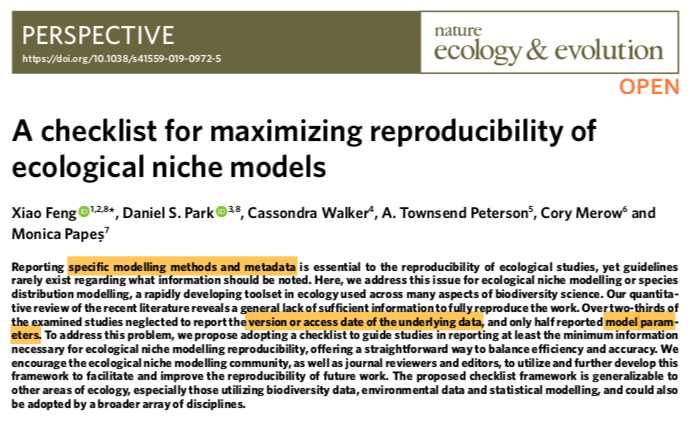 PERSPECTIVE
https://doi.org/10.1038/s41559-019-0972-5
nature
ecology & evolution
OPEN
A checklist for maximizing reproducibility of
ecological niche models
Xiao Feng 1,2,8*, Daniel S. Park 3,8, Cassondra Walker4, A. Townsend Peterson5, Cory Merow6 and
Monica Papeş7
Reporting specific modelling methods and metadata is essential to the reproducibility of ecological studies, yet guidelines
rarely exist regarding what information should be noted. Here, we address this issue for ecological niche modelling or species
distribution modelling, a rapidly developing toolset in ecology used across many aspects of biodiversity science. Our quantita-
tive review of the recent literature reveals a general lack of sufficient information to fully reproduce the work. Over two-thirds of
the examined studies neglected to report the version or access date of the underlying data, and only half reported model param-
eters. To address this problem, we propose adopting a checklist to guide studies in reporting at least the minimum information
necessary for ecological niche modelling reproducibility, offering a straightforward way to balance efficiency and accuracy. We
encourage the ecological niche modelling community, as well as journal reviewers and editors, to utilize and further develop this
framework to facilitate and improve the reproducibility of future work. The proposed checklist framework is generalizable to
other areas of ecology, especially those utilizing biodiversity data, environmental data and statistical modelling, and could also
be adopted by a broader array of disciplines.